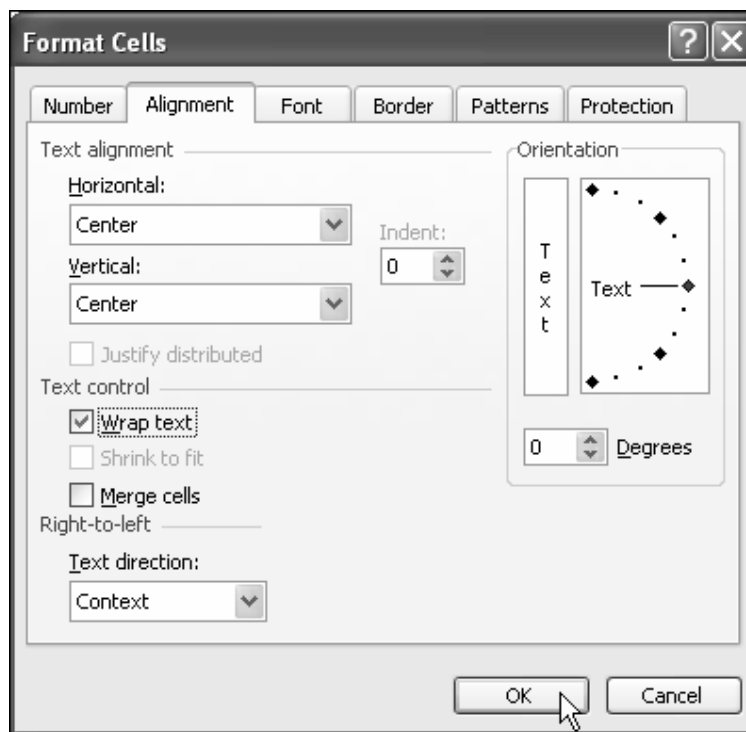 Format Cells
Number Alignment Font Border Patterns Protection
Text alignment
Horizontal:
Center
Indent:
0
Vertical:
Center
Justify distributed
Text control
Wrap text
Shrink to fit
Merge cells
Right-to-left
Text direction:
Context
Orientation
T
e
x
t
Text
0 Degrees
OK Cancel